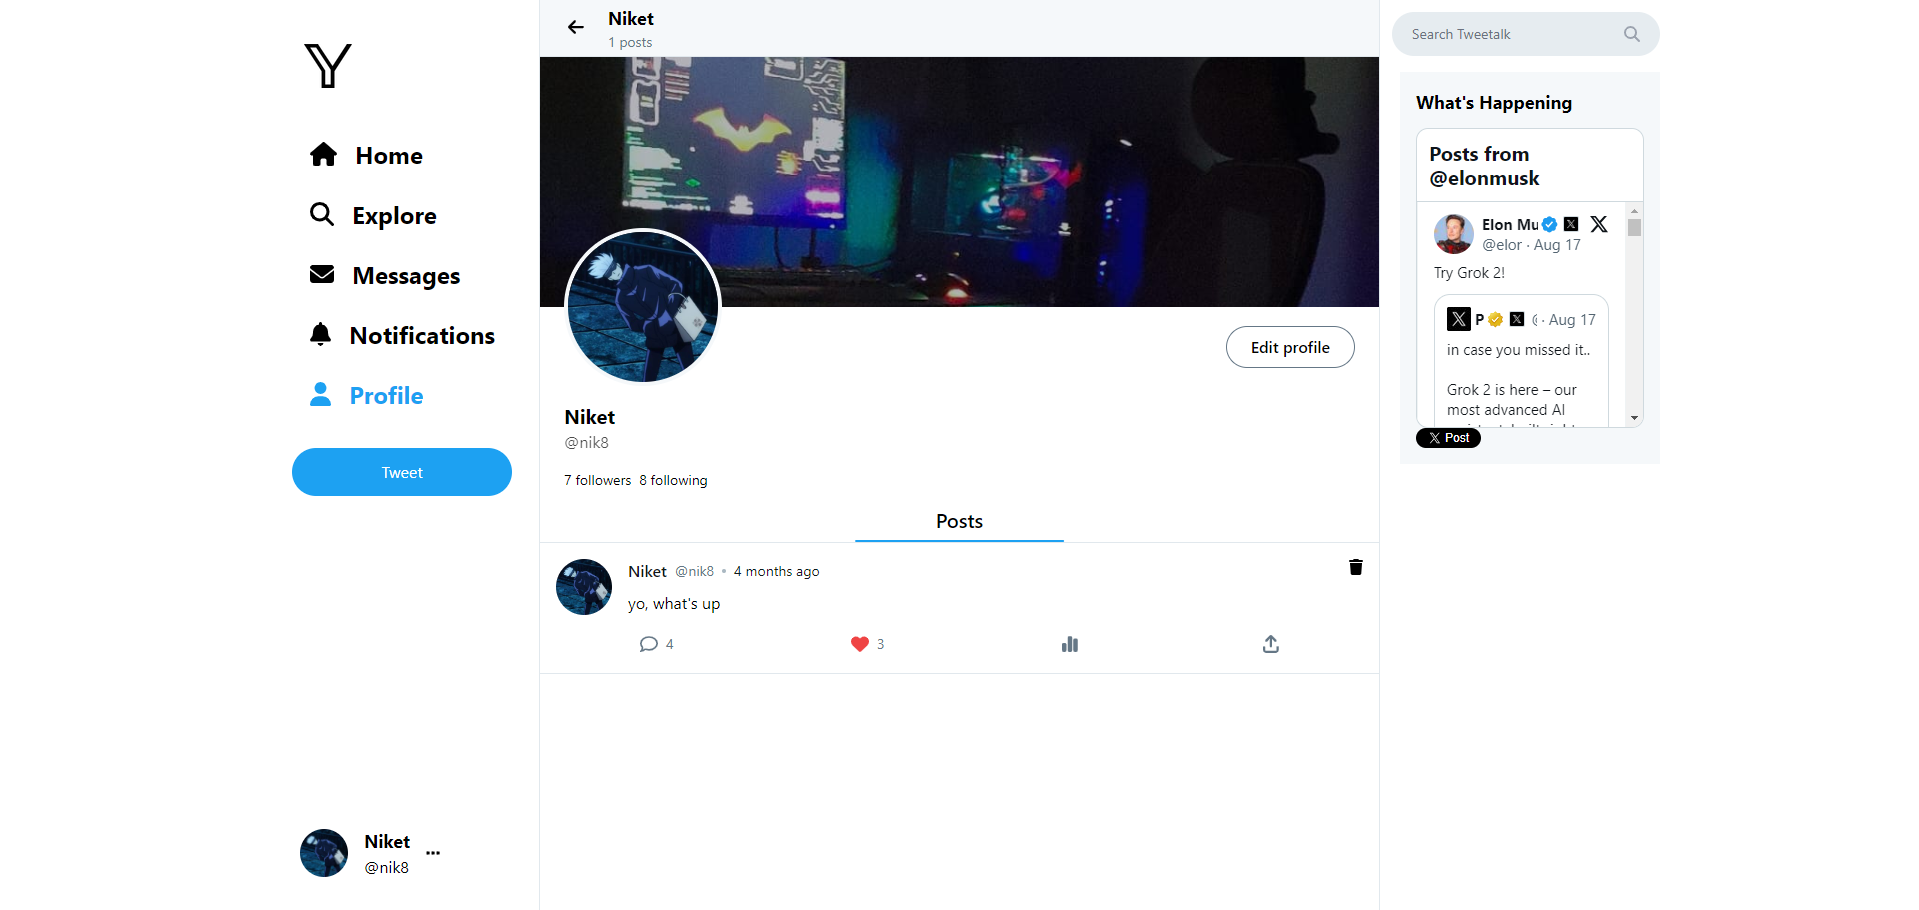 Y
Home
Explore
Messages
Notifications
Profile
Tweet
Niket
@nik8
Niket
1 posts
Edit profile
Niket
@nik8
7 followers 8 following
Posts
Niket @nik8 • 4 months ago
yo, what's up
4 3
Search Tweetalk
What's Happening
Posts from
@elonmusk
Elon Mu
@elor · Aug 17
Try Grok 2!
P · Aug 17
in case you missed it..
Grok 2 is here – our
most advanced AI
Post